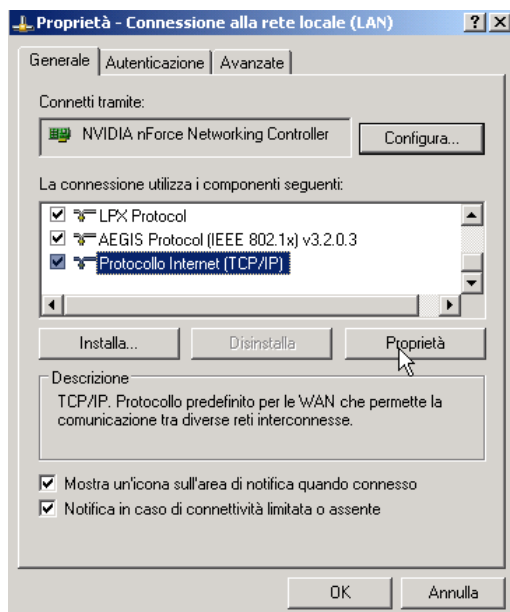 Proprietà - Connessione alla rete locale (LAN)
Generale Autenticazione Avanzate
Connetti tramite:
NVIDIA nForce Networking Controller Configura...
La connessione utilizza i componenti seguenti:
LPX Protocol
AEGIS Protocol (IEEE 802.1x) v3.2.0.3
Protocollo Internet (TCP/IP)
Installa... Disinstalla Proprietà
Descrizione
TCP/IP. Protocollo predefinito per le WAN che permette la
comunicazione tra diverse reti interconnesse.
Mostra un'icona sull'area di notifica quando connesso
Notifica in caso di connettività limitata o assente
OK Annulla